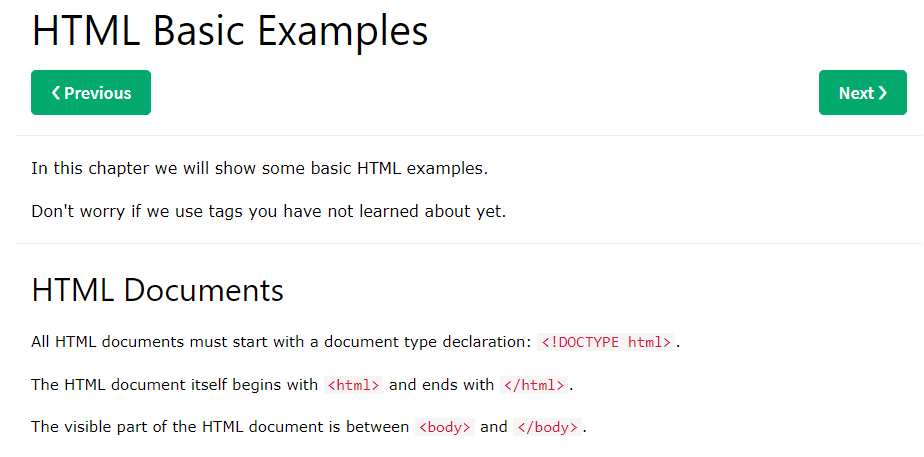 HTML Basic Examples
❮ Previous
Next ❯
In this chapter we will show some basic HTML examples.
Don't worry if we use tags you have not learned about yet.
HTML Documents
All HTML documents must start with a document type declaration: <!DOCTYPE html>.
The HTML document itself begins with <html> and ends with </html>.
The visible part of the HTML document is between <body> and </body>.